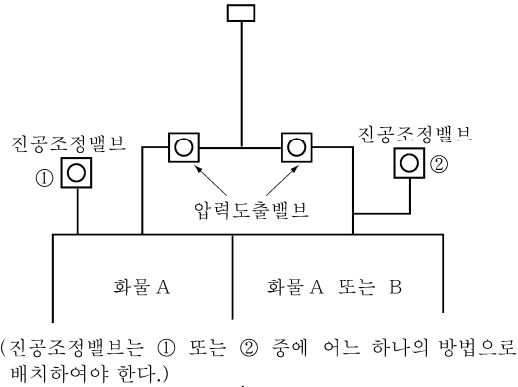 진공조정밸브
①
진공조정밸브
②
압력도출밸브
화물 A
화물 A 또는 B
(진공조정밸브는 ① 또는 ② 중에 어느 하나의 방법으로
배치하여야 한다.)